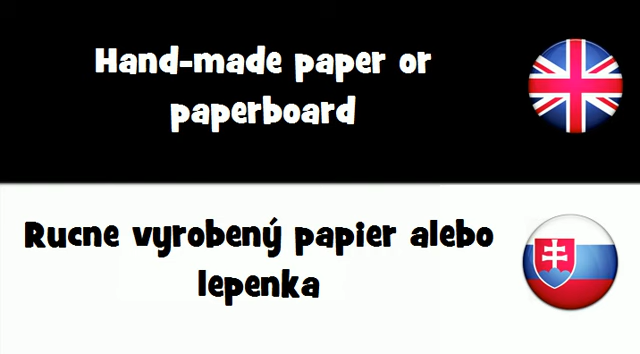 Hand-made paper or
paperboard
Rucne vyrobený papier alebo
lepenka